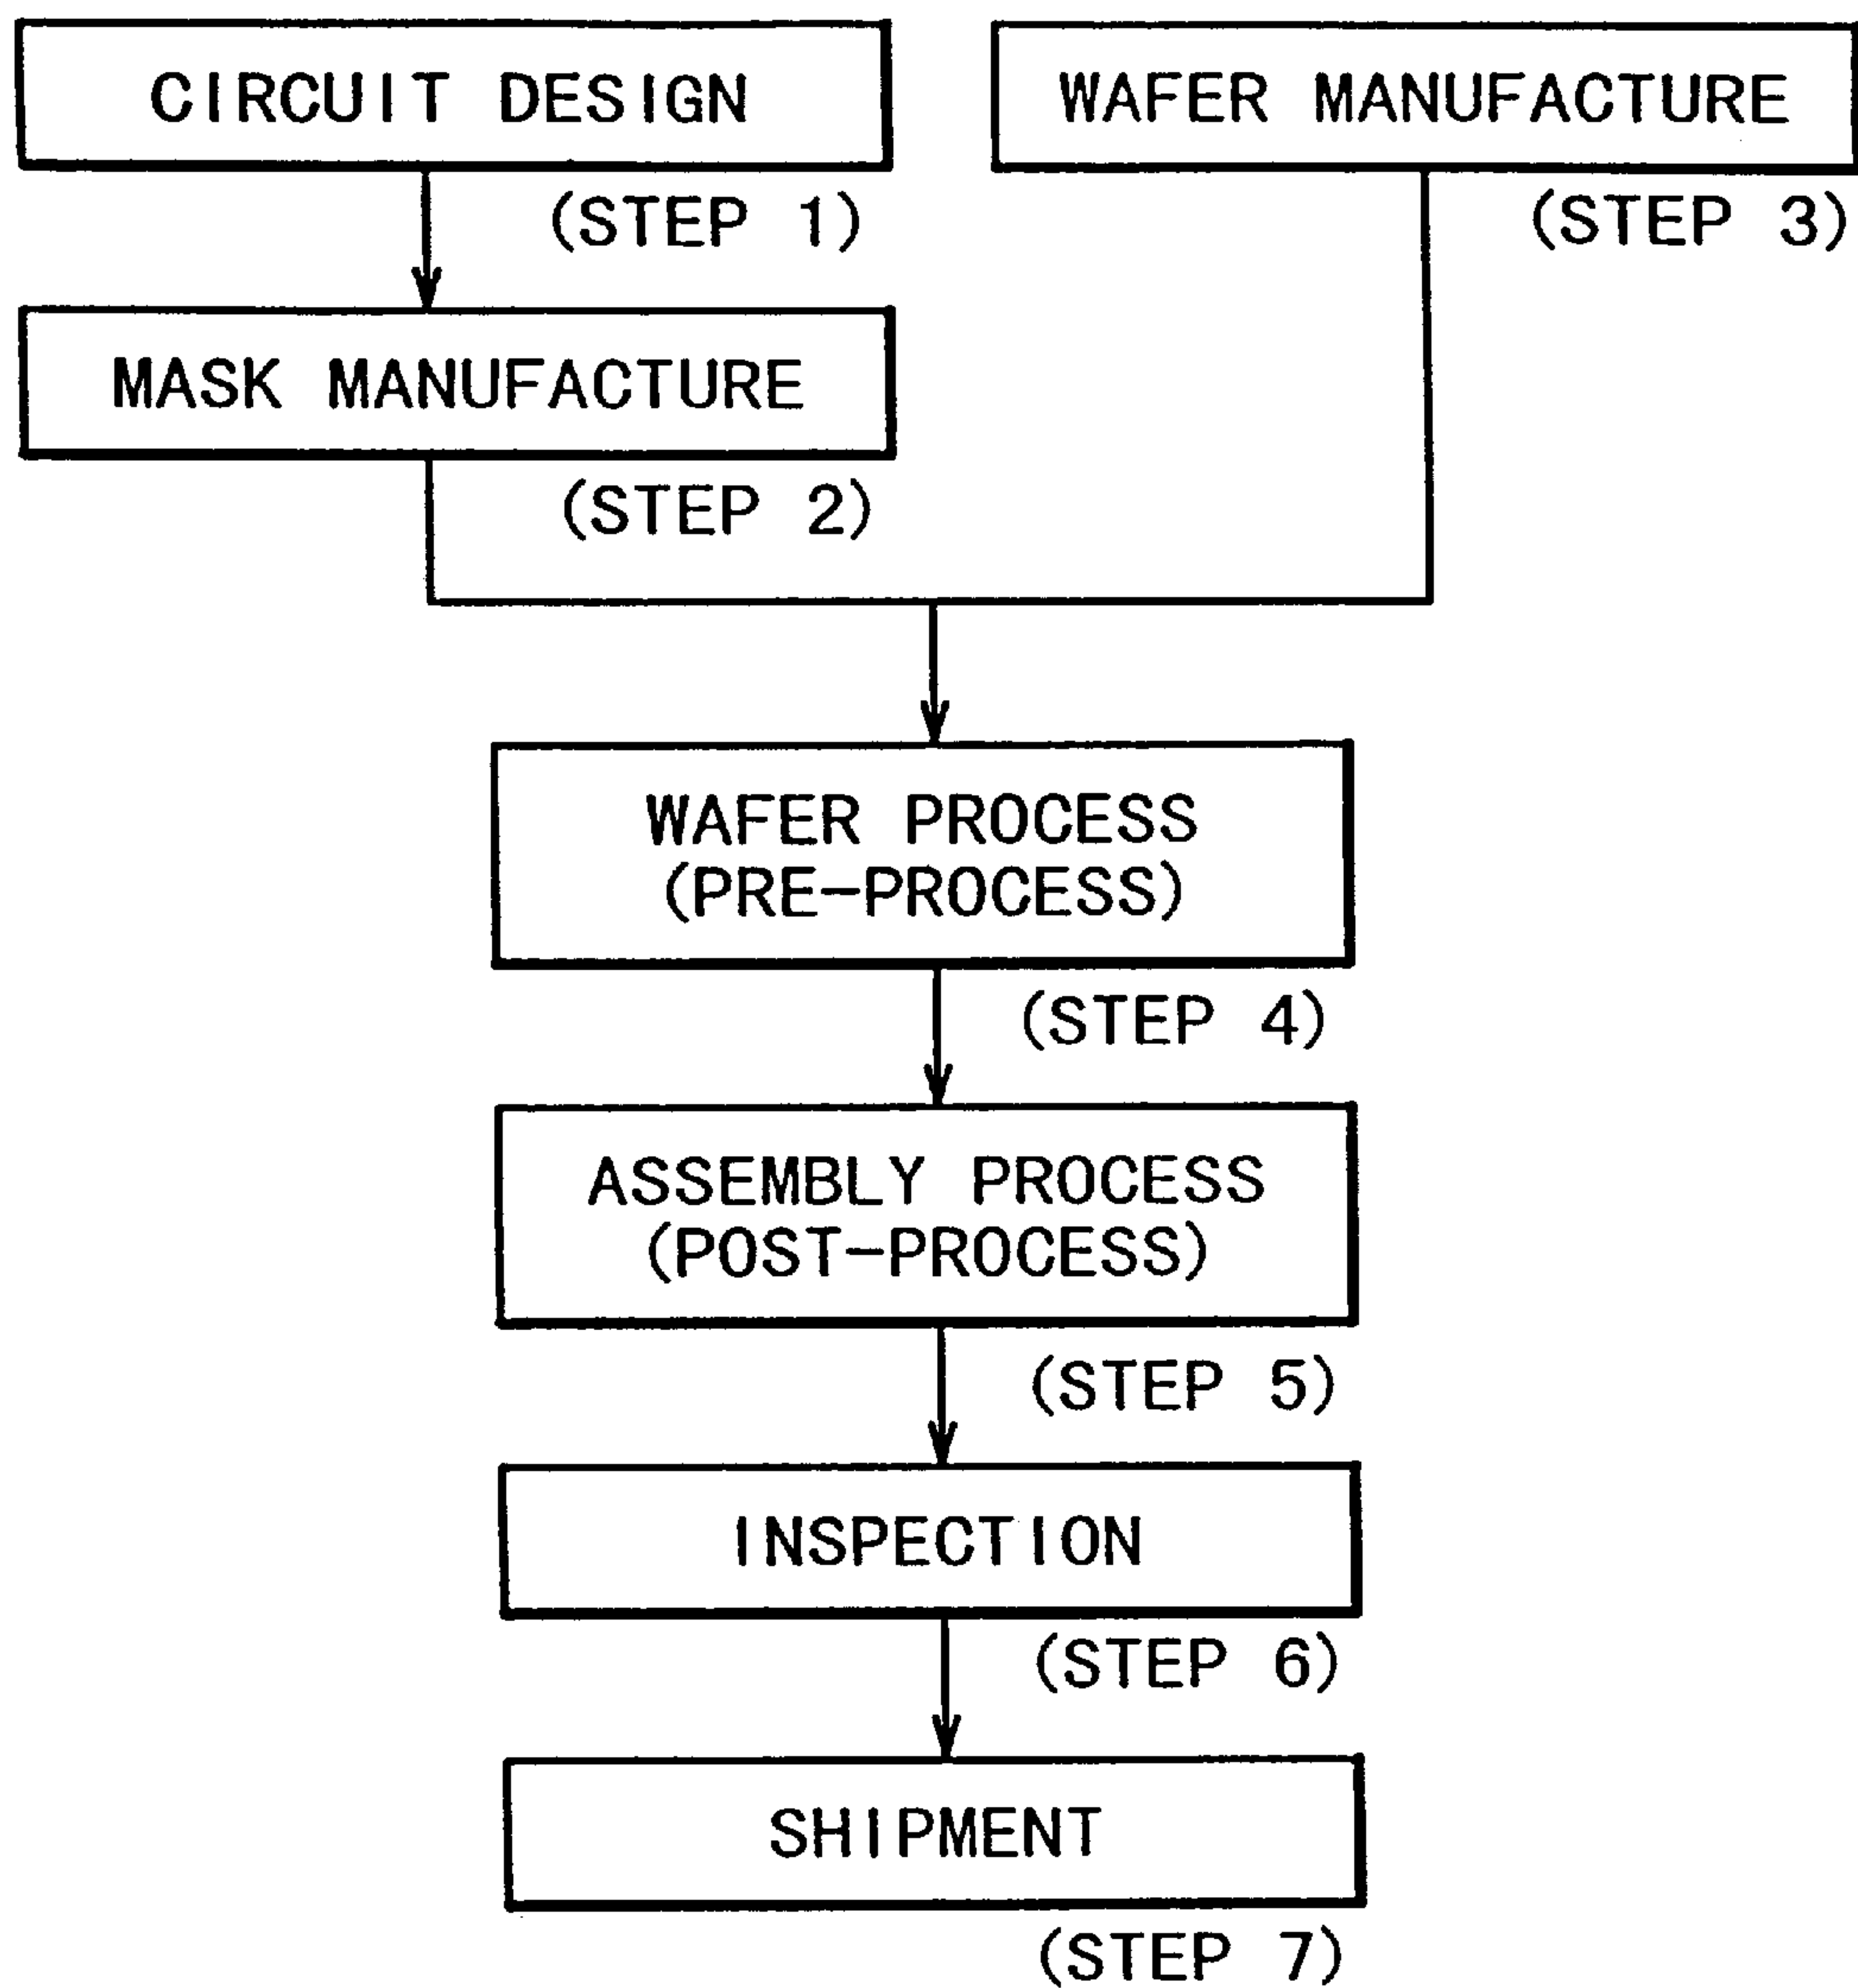 CIRCUIT DESIGN
(STEP 1)
WAFER MANUFACTURE
(STEP 3)
MASK MANUFACTURE
(STEP 2)
WAFER PROCESS
(PRE-PROCESS)
(STEP 4)
ASSEMBLY PROCESS
(POST-PROCESS)
(STEP 5)
INSPECTION
(STEP 6)
SHIPMENT
(STEP 7)